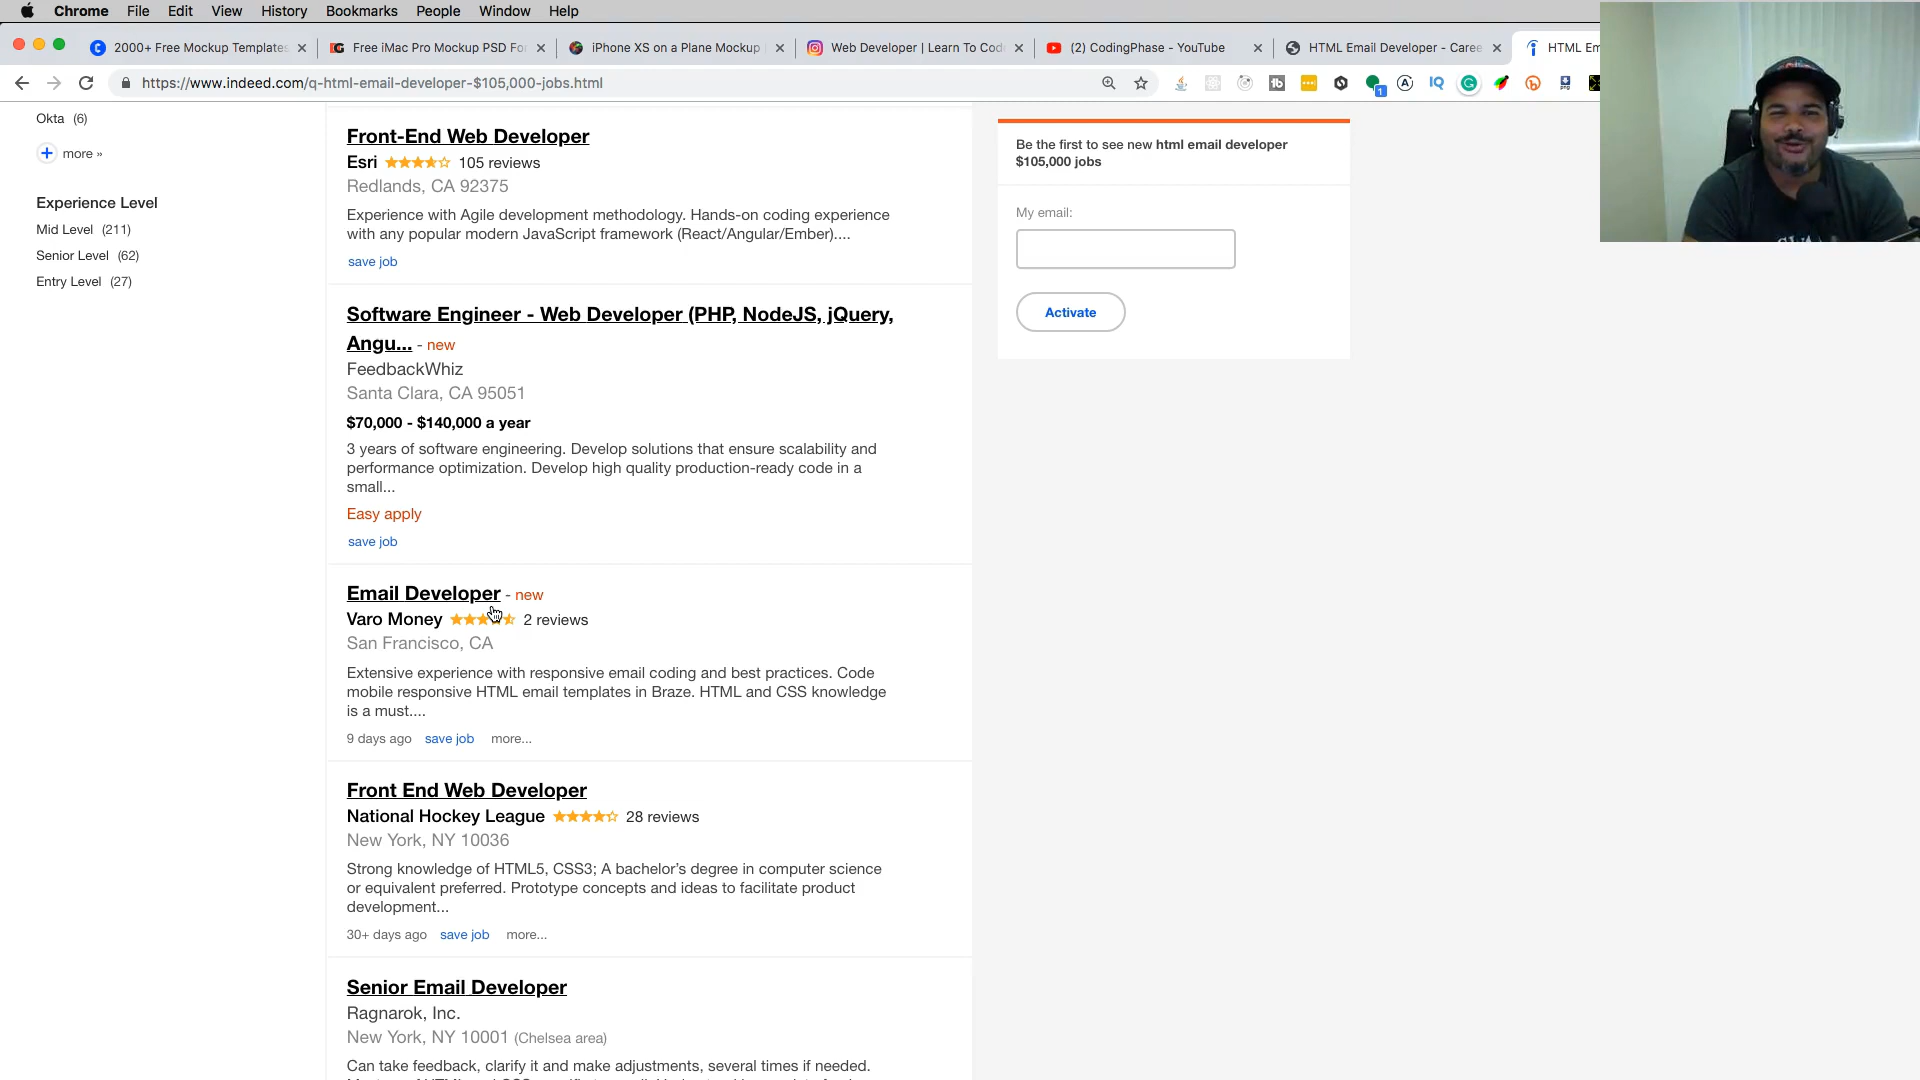 Chrome File Edit View History Bookmarks People Window Help
2000+ Free Mockup Templates
Free iMac Pro Mockup PSD For
iPhone XS on a Plane Mockup
Web Developer | Learn To Cod
(2) CodingPhase - YouTube
HTML Email Developer - Caree
HTML Em
https://www.indeed.com/q-html-email-developer-$105,000-jobs.html
Okta (6)
more »
Experience Level
Mid Level (211)
Senior Level (62)
Entry Level (27)
Front-End Web Developer
Esri 105 reviews
Redlands, CA 92375
Experience with Agile development methodology. Hands-on coding experience
with any popular modern JavaScript framework (React/Angular/Ember)....
save job
Software Engineer - Web Developer (PHP, NodeJS, jQuery,
Angu... - new
FeedbackWhiz
Santa Clara, CA 95051
$70,000 - $140,000 a year
3 years of software engineering. Develop solutions that ensure scalability and
performance optimization. Develop high quality production-ready code in a
small...
Easy apply
save job
Email Developer - new
Varo Money 2 reviews
San Francisco, CA
Extensive experience with responsive email coding and best practices. Code
mobile responsive HTML email templates in Braze. HTML and CSS knowledge
is a must....
9 days ago save job more...
Front End Web Developer
National Hockey League 28 reviews
New York, NY 10036
Strong knowledge of HTML5, CSS3; A bachelor's degree in computer science
or equivalent preferred. Prototype concepts and ideas to facilitate product
development...
30+ days ago save job more...
Senior Email Developer
Ragnarok, Inc.
New York, NY 10001 (Chelsea area)
Can take feedback, clarify it and make adjustments, several times if needed.
Be the first to see new html email developer
$105,000 jobs
My email:
Activate